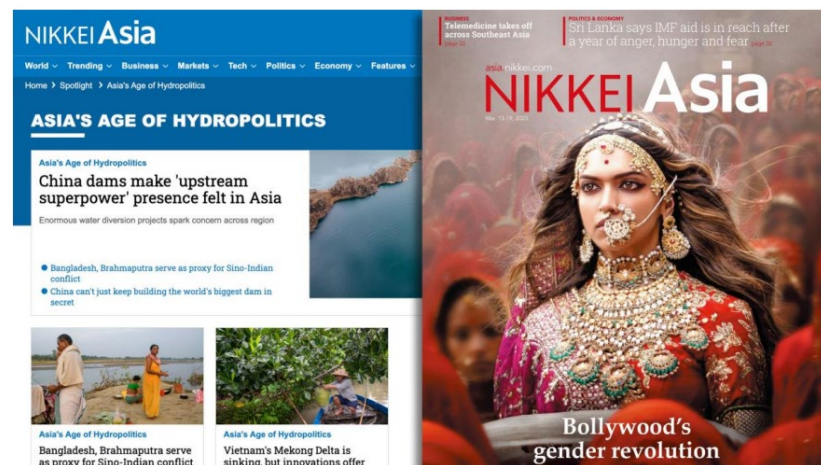 NIKKEI Asia
World Trending Business Markets Tech Politics Economy Features
Home > Spotlight > Asia's Age of Hydropolitics
ASIA'S AGE OF HYDROPOLITICS
Asia's Age of Hydropolitics
China dams make 'upstream
superpower' presence felt in Asia
Enormous water diversion projects spark concern across region
Bangladesh, Brahmaputra serve as proxy for Sino-Indian
conflict
China can't just keep building the world's biggest dam in
secret
Asia's Age of Hydropolitics
Bangladesh, Brahmaputra serve
as proxy for Sino-Indian conflict
Asia's Age of Hydropolitics
Vietnam's Mekong Delta is
sinking, but innovations offer
BUSINESS
Telemedicine takes off
across Southeast Asia
POLITICS & ECONOMY
Sri Lanka says IMF aid is in reach after
a year of anger, hunger and fear
asia.nikkei.com
NIKKEI Asia
Bollywood's
gender revolution